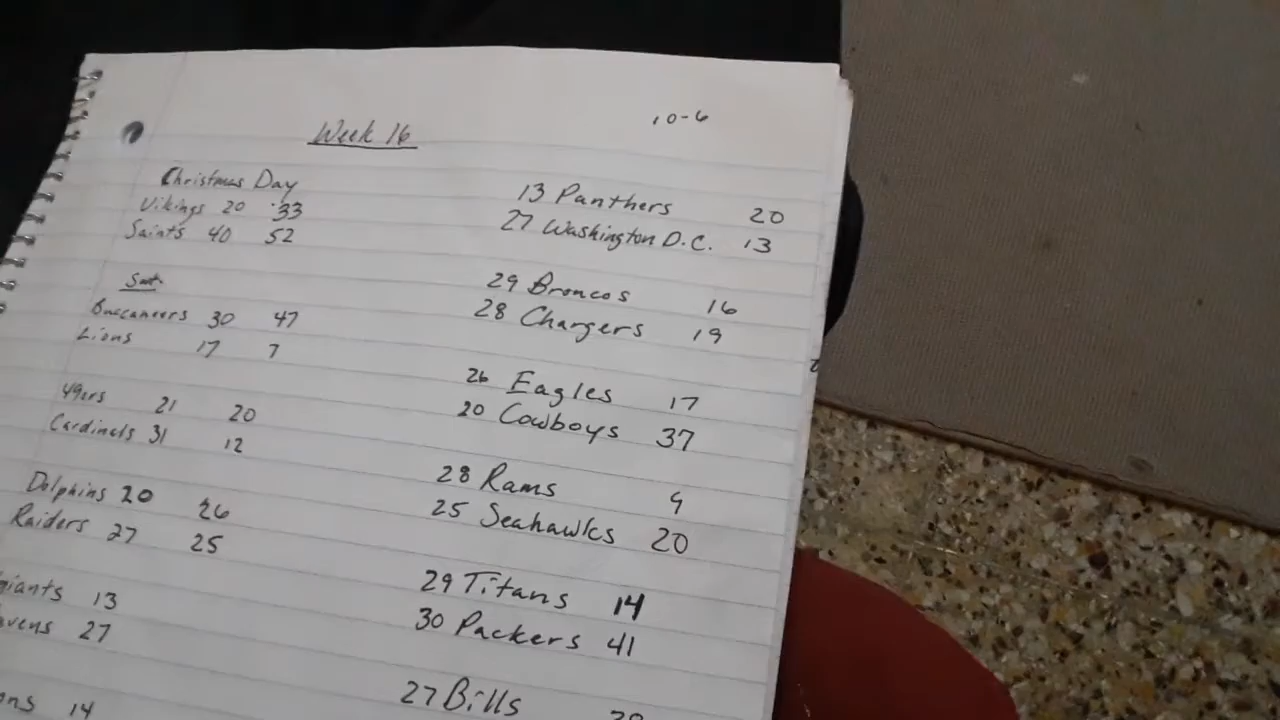 Week 16
10-6
Christmas Day
Vikings 20 33
Saints 40 52
Sat.
Buccaneers 30 47
Lions 17 7
49ers 21 20
Cardinals 31 12
Dolphins 20 26
Raiders 27 25
giants 13
avens 27
ons 14
13 Panthers 20
27 Washington D.C. 13
29 Broncos 16
28 Chargers 19
26 Eagles 17
20 Cowboys 37
28 Rams 9
25 Seahawks 20
29 Titans 14
30 Packers 41
27 Bills